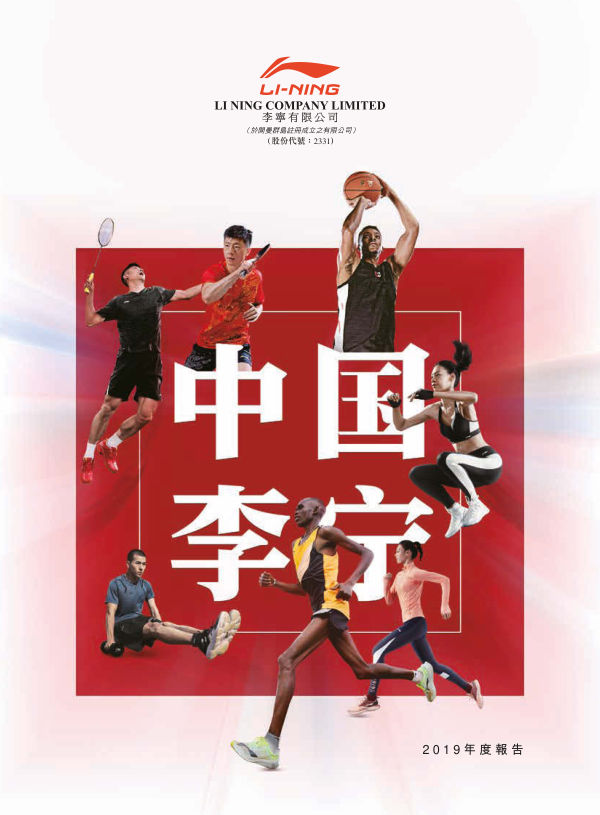 LI-NING
LI NING COMPANY LIMITED
李寧有限公司
（於開曼群島註冊成立之有限公司）
（股份代號：2331）
中国
李宁
2019年度報告